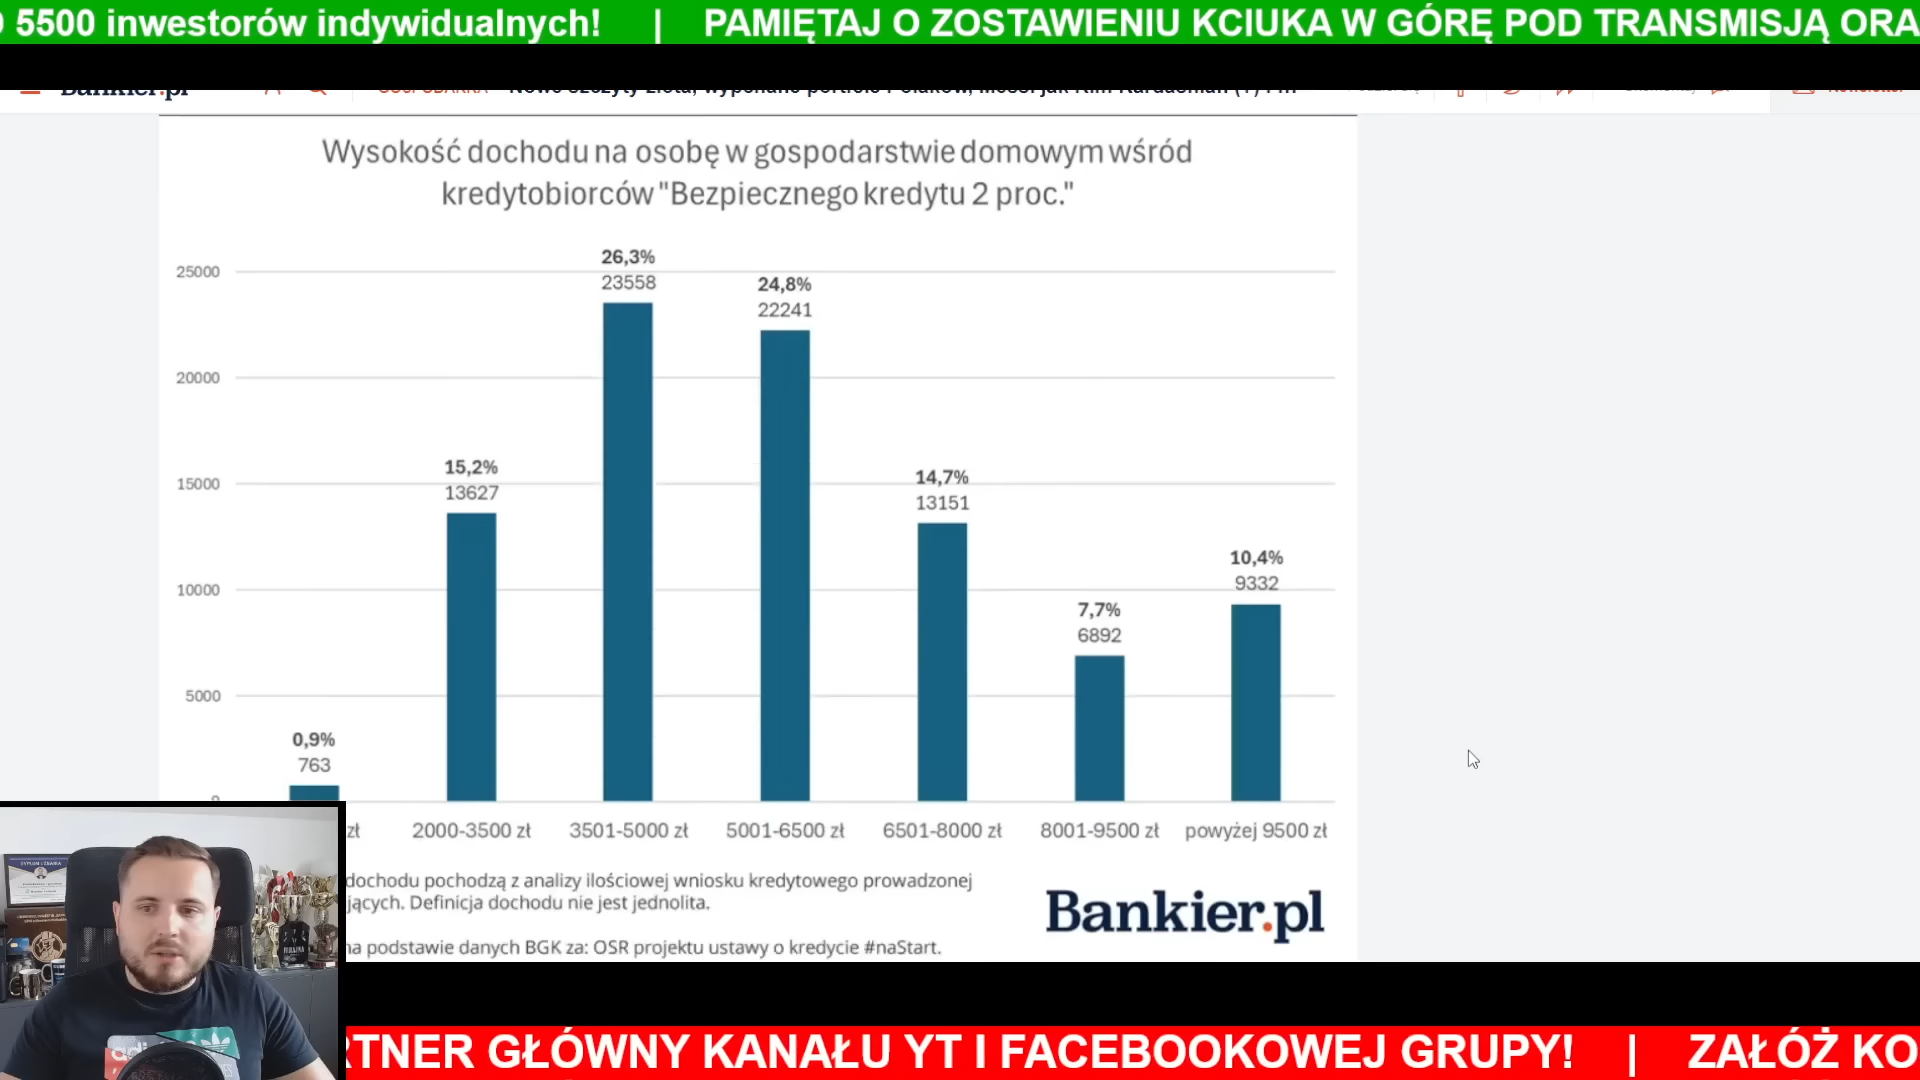 5500 inwestorów indywidualnych! | PAMIĘTAJ O ZOSTAWIENIU KCIUKA W GÓRĘ POD TRANSMISJĄ ORA
Bankier.pl
Wysokość dochodu na osobę w gospodarstwie domowym wśród
kredytobiorców "Bezpiecznego kredytu 2 proc."
26,3%
23558
25000
24,8%
22241
20000
15,2%
13627
15000
14,7%
13151
10,4%
9332
10000
7,7%
6892
5000
0,9%
763
zł
2000-3500 zł
3501-5000 zł
5001-6500 zł
6501-8000 zł
8001-9500 zł
powyżej 9500 zł
dochodu pochodzą z analizy ilościowej wniosku kredytowego prowadzonej
jących. Definicja dochodu nie jest jednolita.
na podstawie danych BGK za: OSR projektu ustawy o kredycie #naStart.
Bankier.pl
adi
RTNER GŁÓWNY KANAŁU YT I FACEBOOKOWEJ GRUPY! | ZAŁÓŻ KO